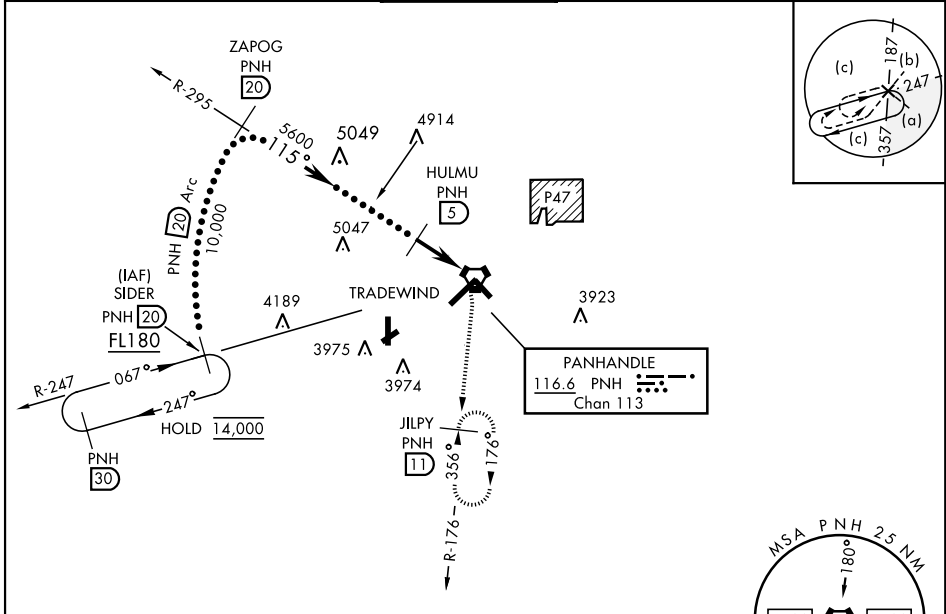 ZAPOG
PNH
20
R-295
5600
115°
5049
4914
HULMU
PNH
5
P47
5047
PNH 20 Arc
10,000
(IAF)
SIDER
PNH 20
FL180
4189
TRADEWIND
3923
3975
3974
PANHANDLE
116.6 PNH
Chan 113
R-247
067°
247°
HOLD 14,000
PNH
30
JILPY
PNH
11
356°
176°
R-176
187
(c)
(b)
247
(a)
(c)
357
MSA PNH 25 NM
180°